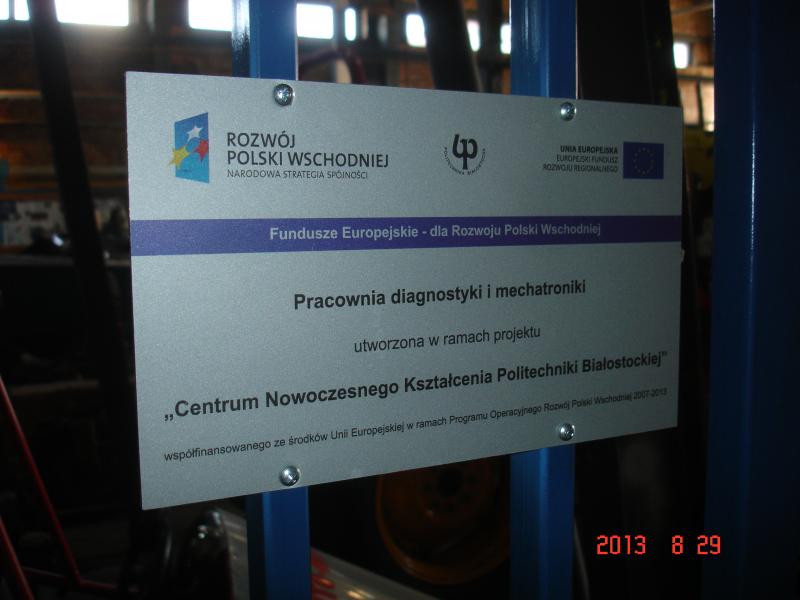 ROZWÓJ
POLSKI WSCHODNIEJ
NARODOWA STRATEGIA SPÓJNOŚCI
POLITECHNIKA BIAŁOSTOCKA
UNIA EUROPEJSKA
EUROPEJSKI FUNDUSZ
ROZWOJU REGIONALNEGO
Fundusze Europejskie - dla Rozwoju Polski Wschodniej
Pracownia diagnostyki i mechatroniki
utworzona w ramach projektu
„Centrum Nowoczesnego Kształcenia Politechniki Białostockiej”
współfinansowanego ze środków Unii Europejskiej w ramach Programu Operacyjnego Rozwój Polski Wschodniej 2007-2013
2013 8 29